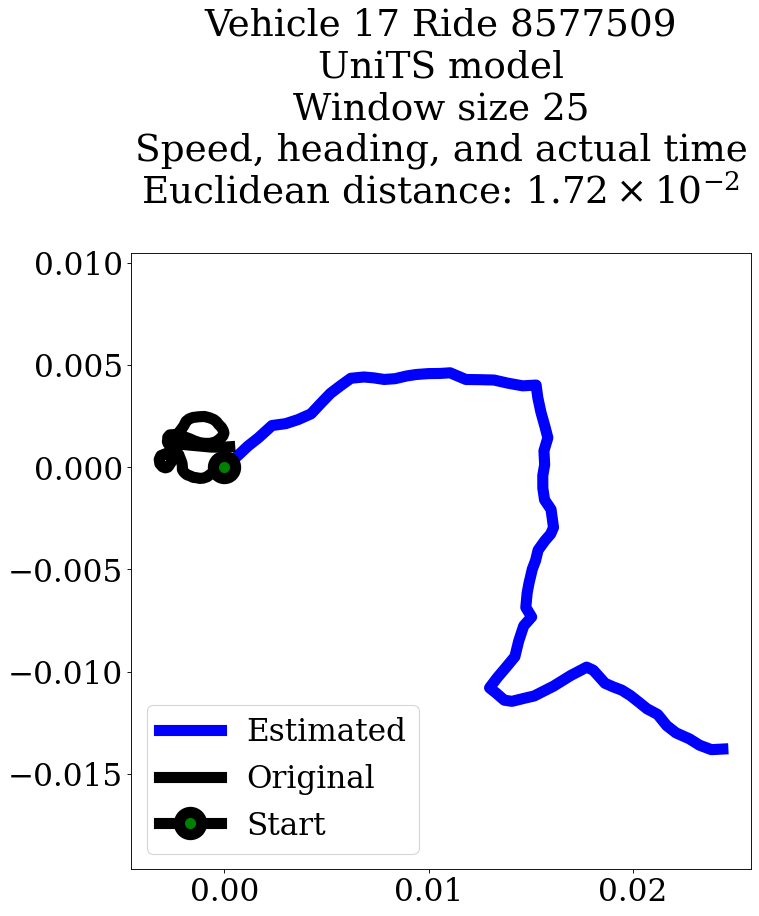 Vehicle 17 Ride 8577509
UniTS model
Window size 25
Speed, heading, and actual time
Euclidean distance: 1.72 × 10⁻²
0.010
0.005
0.000
−0.005
−0.010
−0.015
Estimated
Original
Start
0.00 0.01 0.02